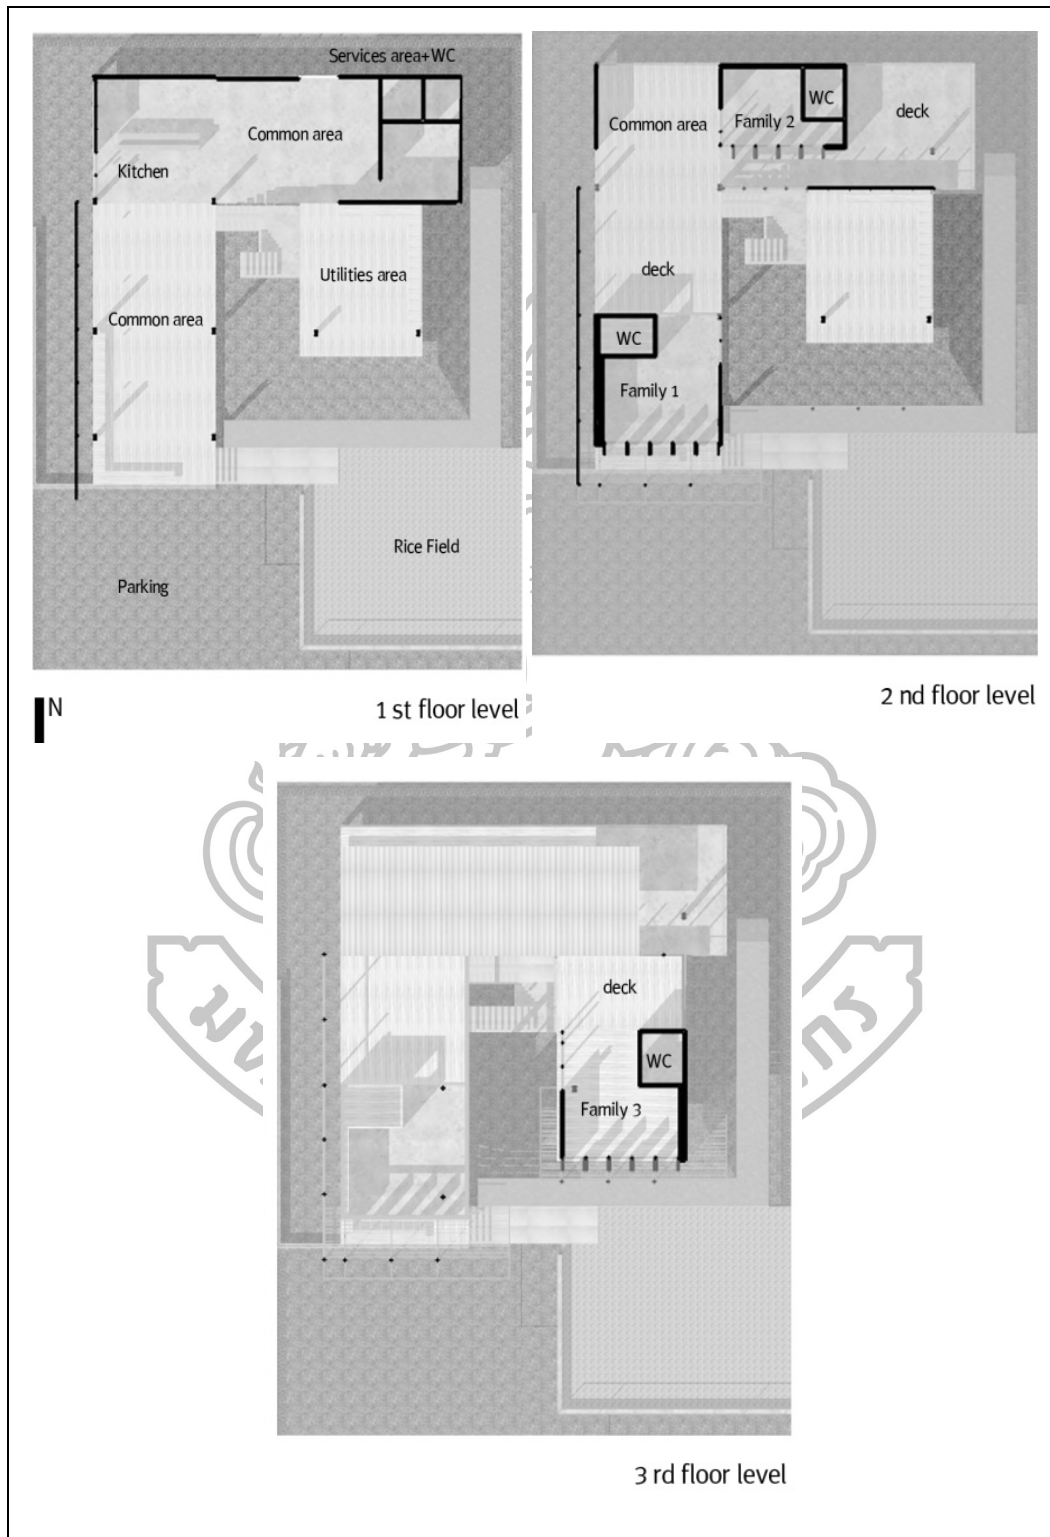 Services area+WC
Common area
Kitchen
Utilities area
Common area
Rice Field
Parking
N
1 st floor level
WC
deck
Common area
Family 2
deck
WC
Family 1
2 nd floor level
deck
WC
Family 3
3 rd floor level